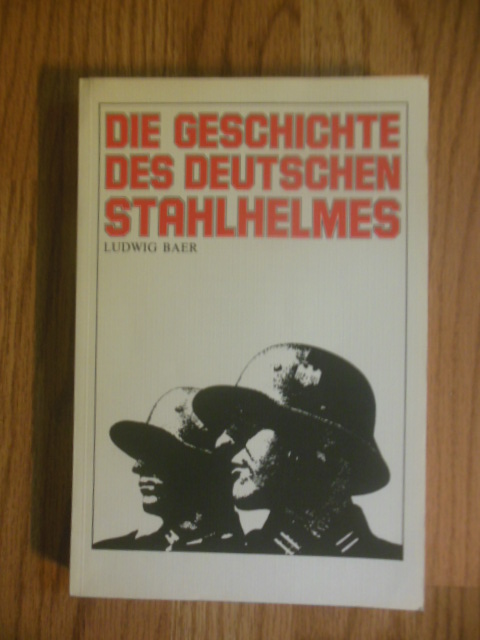 DIE GESCHICHTE
DES DEUTSCHEN
STAHLHELMES
LUDWIG BAER